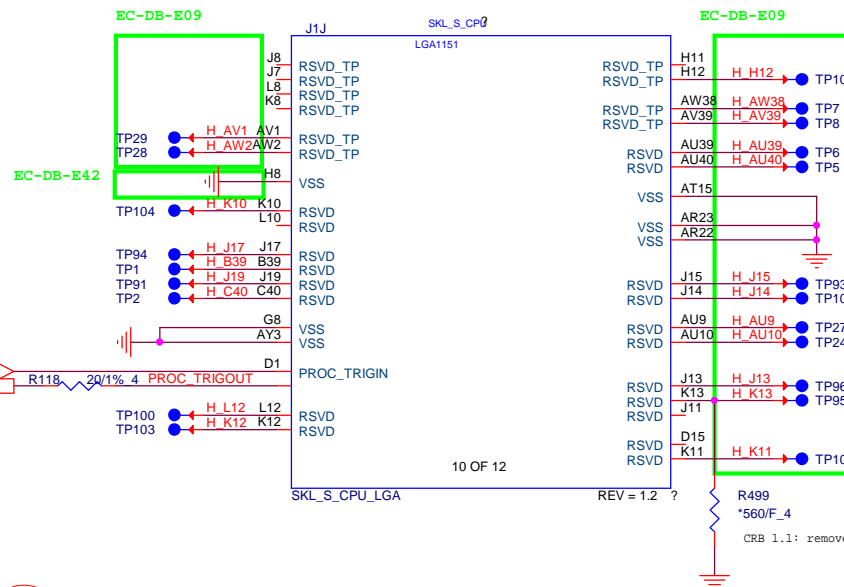 EC-DB-E09
EC-DB-E09
J1J
SKL_S_CPU
?
LGA1151
J8
RSVD_TP
J7
RSVD_TP
L8
RSVD_TP
K8
RSVD_TP
TP29
H_AV1
AV1
RSVD_TP
TP28
H_AW2
AW2
RSVD_TP
EC-DB-E42
H8
VSS
TP104
H_K10
K10
RSVD
L10
RSVD
TP94
H_J17
J17
RSVD
TP1
H_B39
B39
RSVD
TP91
H_J19
J19
RSVD
TP2
H_C40
C40
RSVD
G8
VSS
AY3
VSS
D1
PROC_TRIGIN
R118
20/1%_4
PROC_TRIGOUT
TP100
H_L12
L12
RSVD
TP103
H_K12
K12
RSVD
RSVD_TP
H11
RSVD_TP
H12
H_H12
TP10
RSVD_TP
AW38
H_AW38
TP7
RSVD_TP
AV39
H_AV39
TP8
RSVD
AU39
H_AU39
TP6
RSVD
AU40
H_AU40
TP5
VSS
AT15
VSS
AR23
VSS
AR22
RSVD
J15
H_J15
TP93
RSVD
J14
H_J14
TP10
RSVD
AU9
H_AU9
TP27
RSVD
AU10
H_AU10
TP24
RSVD
J13
H_J13
TP96
RSVD
K13
H_K13
TP95
RSVD
J11
RSVD
D15
RSVD
K11
H_K11
TP10
10 OF 12
SKL_S_CPU_LGA
REV = 1.2
?
R499
*560/F_4
CRB 1.1: remove